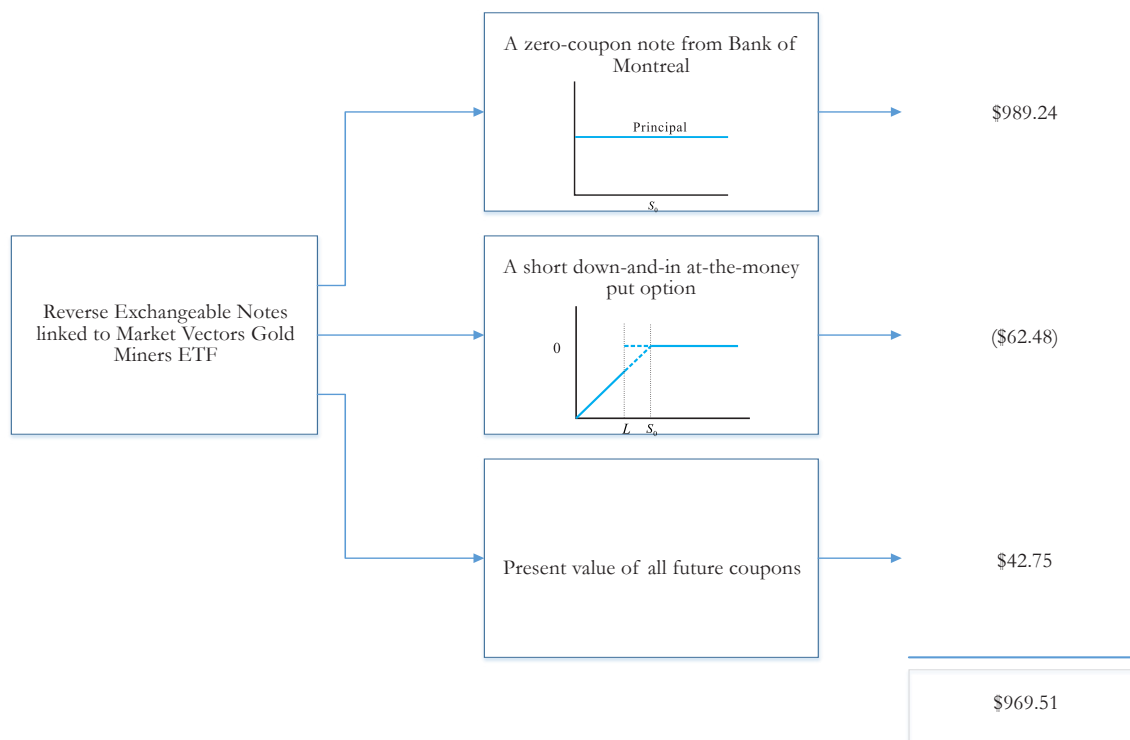 A zero-coupon note from Bank of
Montreal
Principal
S₀
$989.24
Reverse Exchangeable Notes
linked to Market Vectors Gold
Miners ETF
A short down-and-in at-the-money
put option
0
L S₀
($62.48)
Present value of all future coupons
$42.75
$969.51